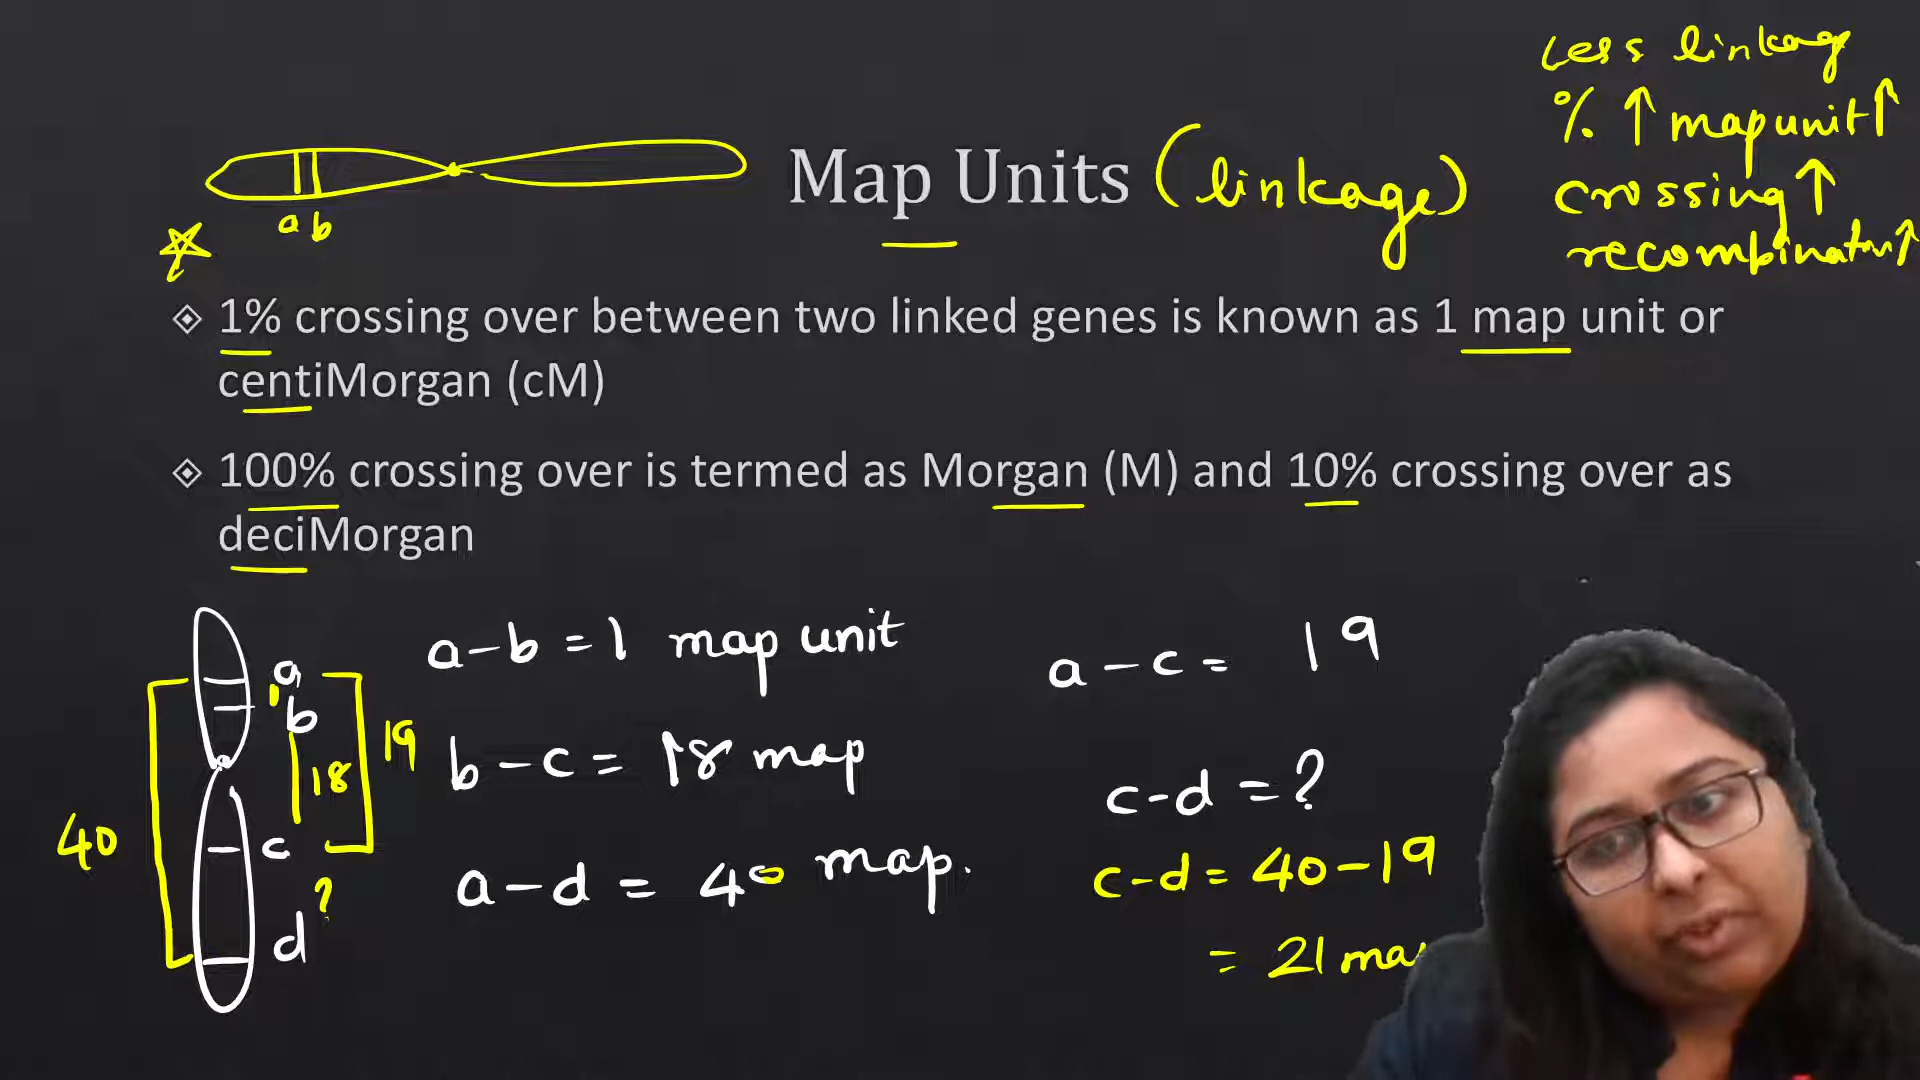 Less linkage
% ↑ map unit ↑
crossing ↑
recombination ↑
Map Units (linkage)
a b
1% crossing over between two linked genes is known as 1 map unit or
centiMorgan (cM)
100% crossing over is termed as Morgan (M) and 10% crossing over as
deciMorgan
a
b
c
d
1
18
19
40
?
a-b = 1 map unit
b-c = 18 map
a-d = 40 map.
a-c = 19
c-d = ?
c-d = 40-19
= 21 ma